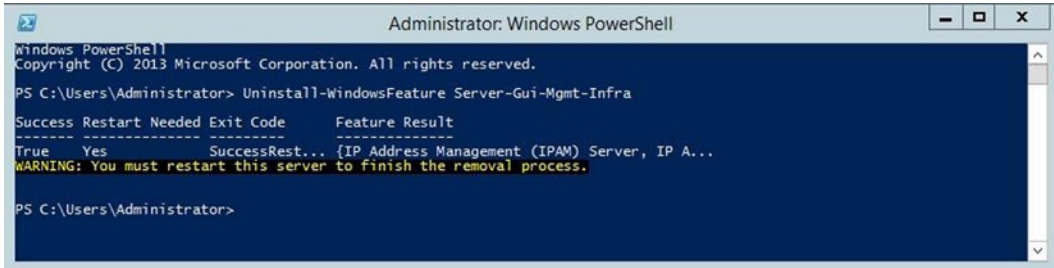 Administrator: Windows PowerShell
Windows PowerShell
Copyright (C) 2013 Microsoft Corporation. All rights reserved.
PS C:\Users\Administrator> Uninstall-WindowsFeature Server-Gui-Mgmt-Infra
Success Restart Needed Exit Code Feature Result
------- -------------- --------- --------------
True Yes SuccessRest... {IP Address Management (IPAM) Server, IP A...
WARNING: You must restart this server to finish the removal process.
PS C:\Users\Administrator>